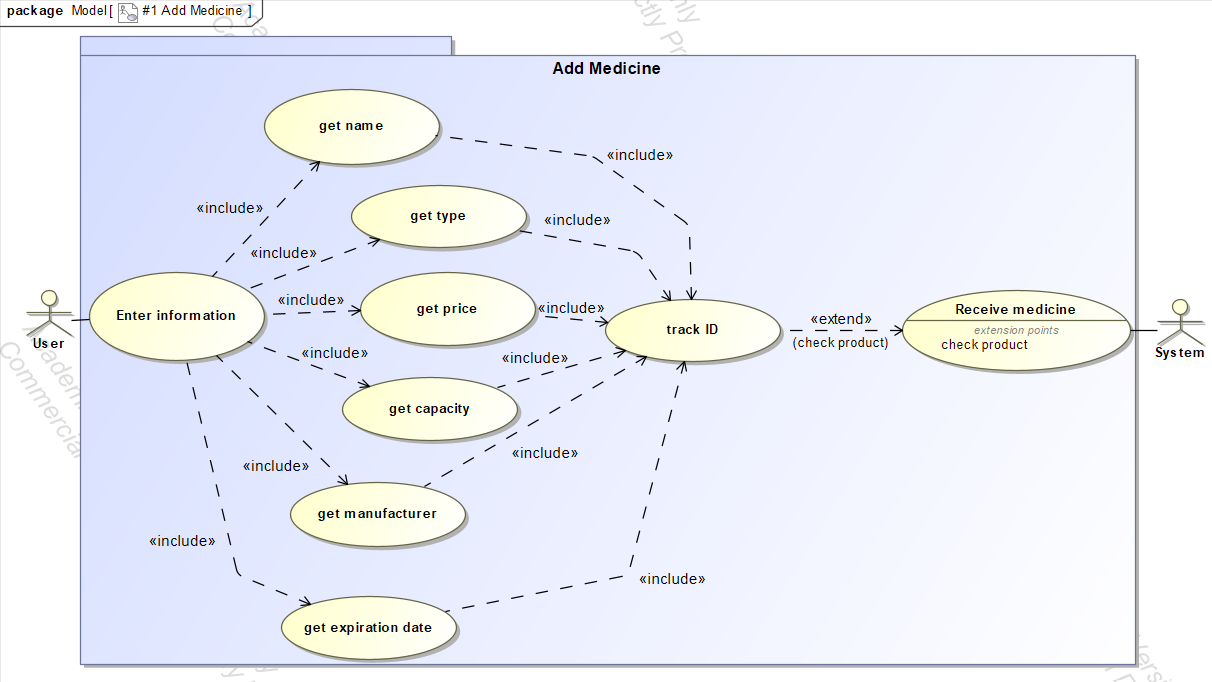 package Model [ #1 Add Medicine ]
Add Medicine
get name
«include»
«include»
get type
«include»
«include»
«include»
get price
«include»
Enter information
track ID
«extend»
(check product)
Receive medicine
extension points
check product
User
System
«include»
«include»
get capacity
«include»
«include»
get manufacturer
«include»
«include»
get expiration date